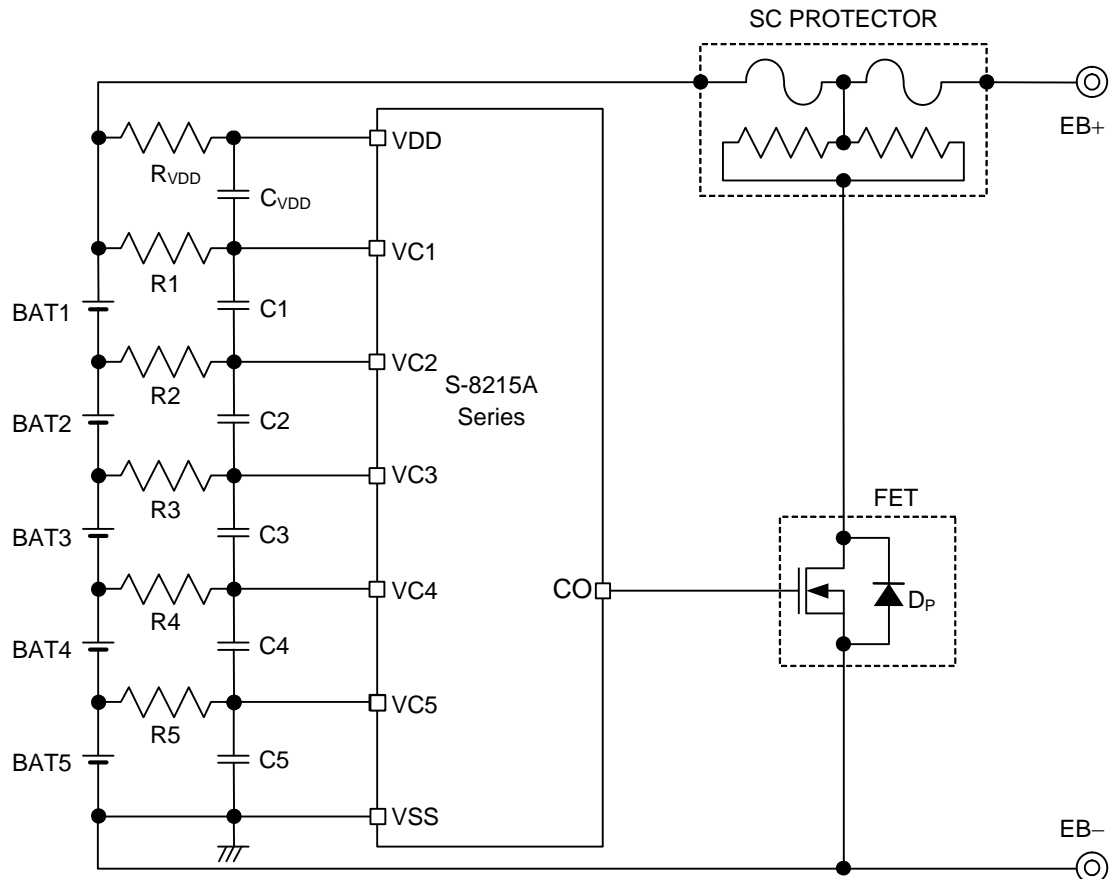 SC PROTECTOR
EB+
VDD
RVDD
CVDD
VC1
R1
BAT1
C1
VC2
R2
S-8215A
Series
BAT2
C2
VC3
R3
FET
BAT3
C3
CO
VC4
DP
R4
BAT4
C4
VC5
R5
BAT5
C5
VSS
EB−